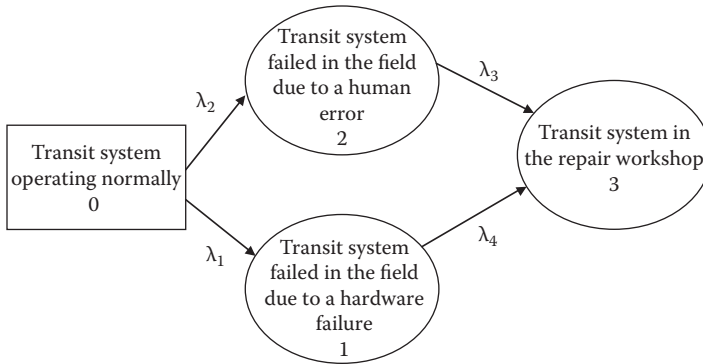 Transit system
operating normally
0
λ2
Transit system
failed in the field
due to a human
error
2
λ3
λ1
Transit system
failed in the field
due to a hardware
failure
1
λ4
Transit system in
the repair workshop
3